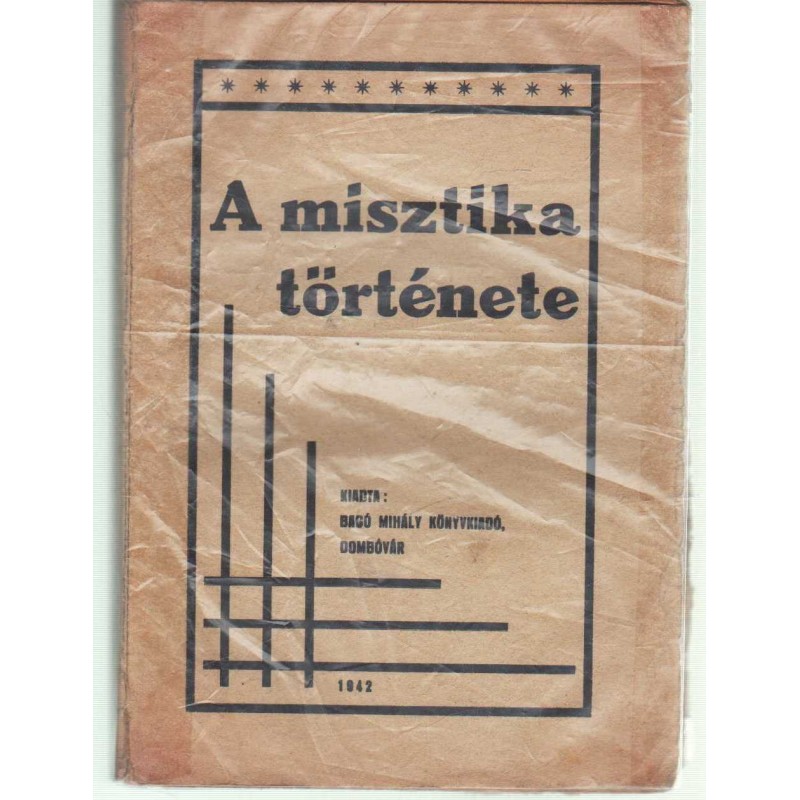 A misztika
története
KIADTA:
BAGÓ MIHÁLY KÖNYVKIADÓ,
DOMBÓVÁR
1942